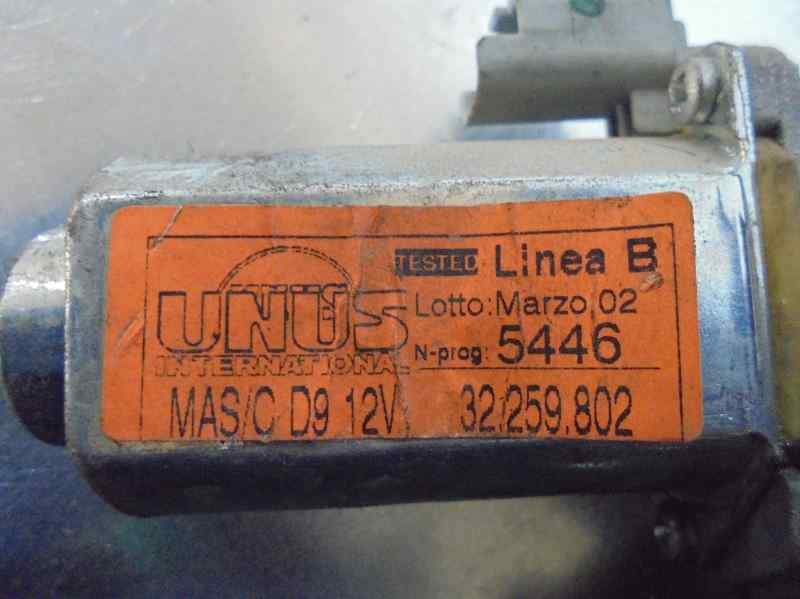 UNUS
INTERNATIONAL
TESTED Linea B
Lotto: Marzo 02
N-prog: 5446
MAS/C D9 12V 32.259.802